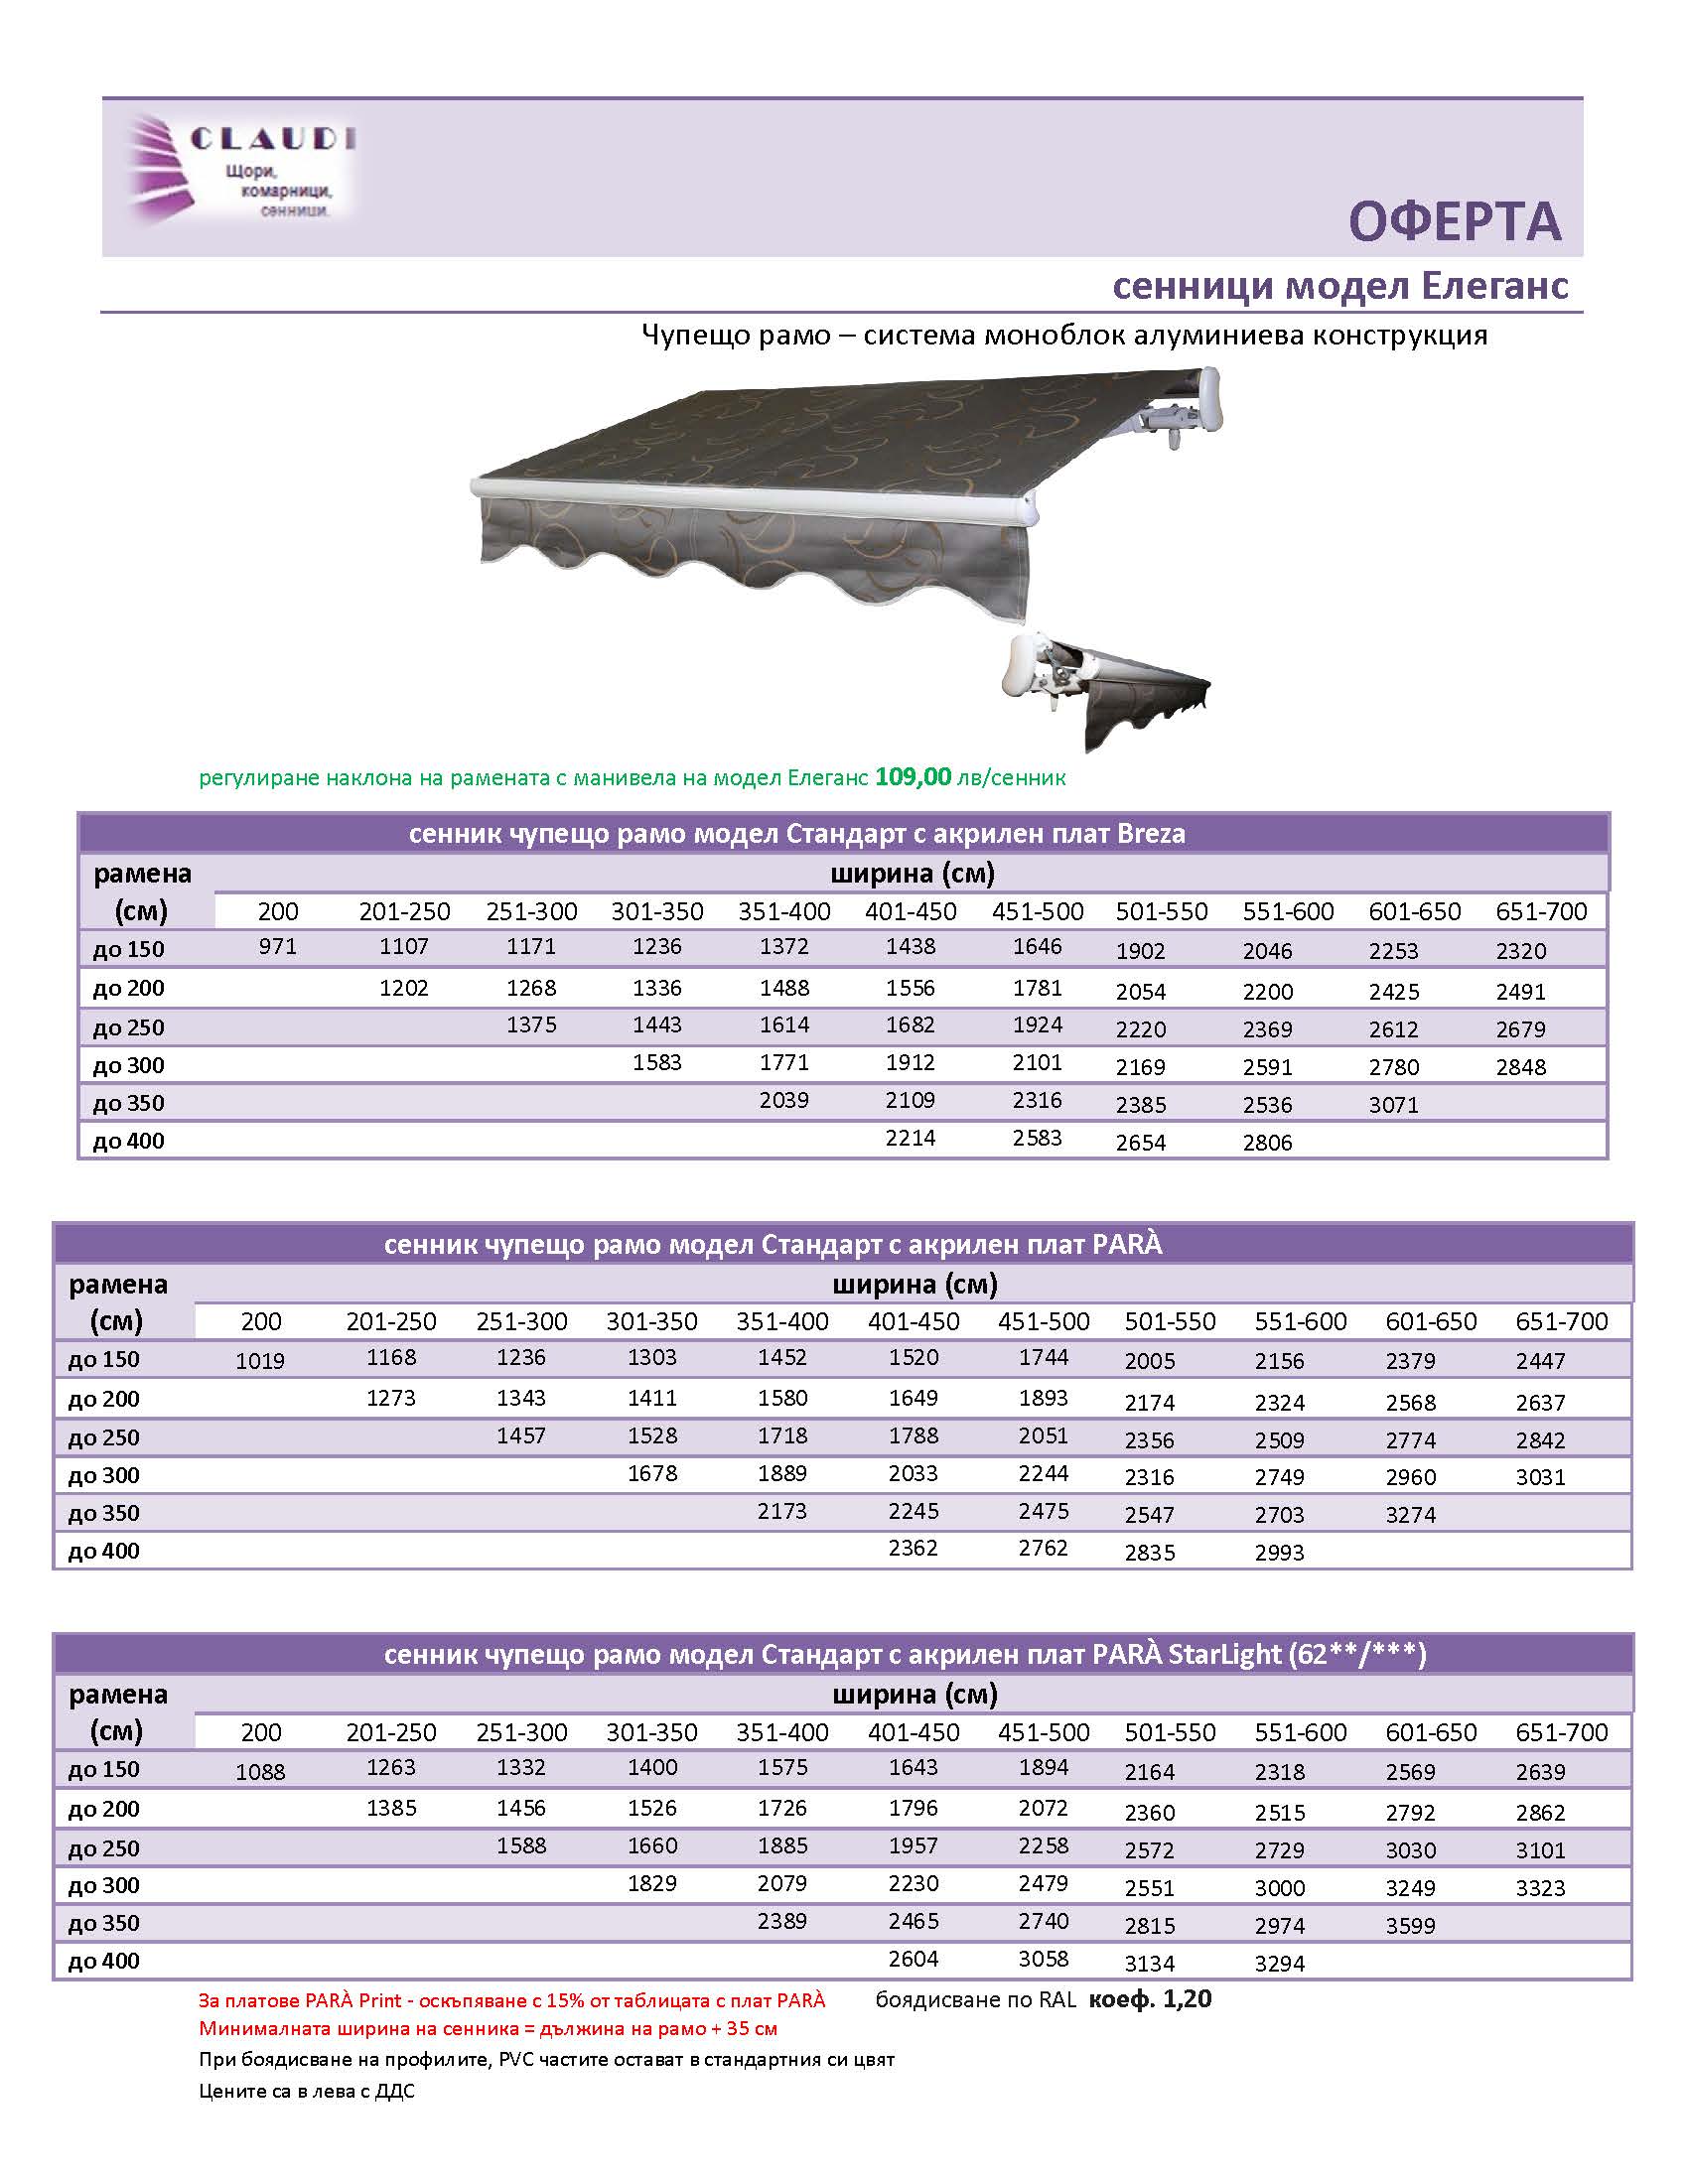 CLAUDI
Щори,
комарници,
сенници.
ОФЕРТА
сенници модел Елеганс
Чупещо рамо – система моноблок алуминиева конструкция
регулиране наклона на рамената с манивела на модел Елеганс 109,00 лв/сенник
сенник чупещо рамо модел Стандарт с акрилен плат Breza
рамена ширина (см)
(см) 200 201-250 251-300 301-350 351-400 401-450 451-500 501-550 551-600 601-650 651-700
до 150 971 1107 1171 1236 1372 1438 1646 1902 2046 2253 2320
до 200 1202 1268 1336 1488 1556 1781 2054 2200 2425 2491
до 250 1375 1443 1614 1682 1924 2220 2369 2612 2679
до 300 1583 1771 1912 2101 2169 2591 2780 2848
до 350 2039 2109 2316 2385 2536 3071
до 400 2214 2583 2654 2806
сенник чупещо рамо модел Стандарт с акрилен плат PARÀ
рамена ширина (см)
(см) 200 201-250 251-300 301-350 351-400 401-450 451-500 501-550 551-600 601-650 651-700
до 150 1019 1168 1236 1303 1452 1520 1744 2005 2156 2379 2447
до 200 1273 1343 1411 1580 1649 1893 2174 2324 2568 2637
до 250 1457 1528 1718 1788 2051 2356 2509 2774 2842
до 300 1678 1889 2033 2244 2316 2749 2960 3031
до 350 2173 2245 2475 2547 2703 3274
до 400 2362 2762 2835 2993
сенник чупещо рамо модел Стандарт с акрилен плат PARÀ StarLight (62**/***)
рамена ширина (см)
(см) 200 201-250 251-300 301-350 351-400 401-450 451-500 501-550 551-600 601-650 651-700
до 150 1088 1263 1332 1400 1575 1643 1894 2164 2318 2569 2639
до 200 1385 1456 1526 1726 1796 2072 2360 2515 2792 2862
до 250 1588 1660 1885 1957 2258 2572 2729 3030 3101
до 300 1829 2079 2230 2479 2551 3000 3249 3323
до 350 2389 2465 2740 2815 2974 3599
до 400 2604 3058 3134 3294
За платове PARÀ Print - оскъпяване с 15% от таблицата с плат PARÀ боядисване по RAL коеф. 1,20
Минималната ширина на сенника = дължина на рамо + 35 см
При боядисване на профилите, PVC частите остават в стандартния си цвят
Цените са в лева с ДДС